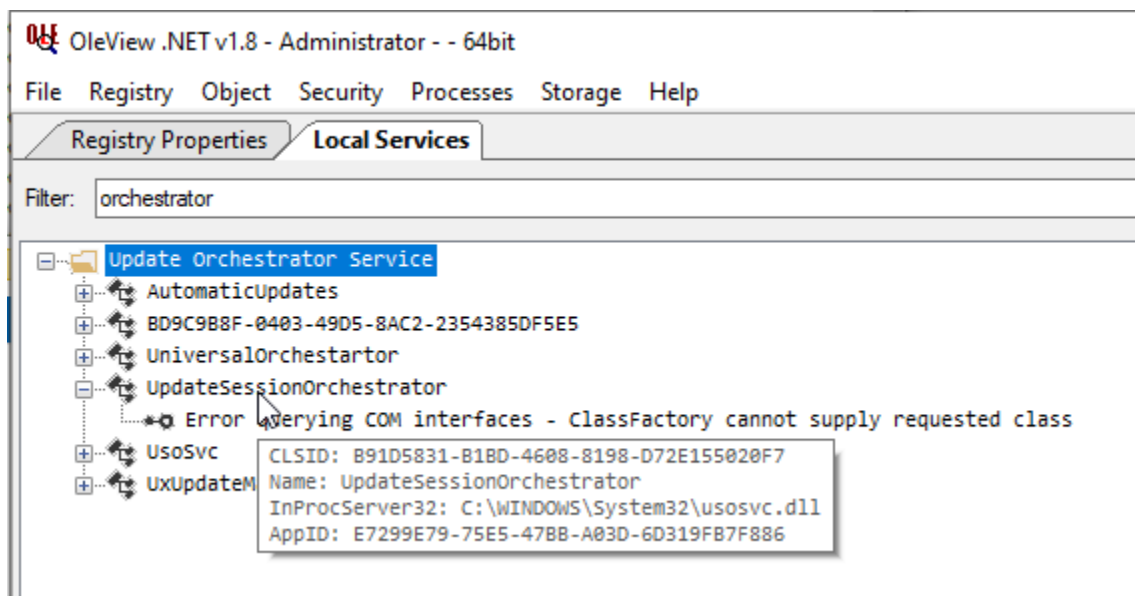 OleView .NET v1.8 - Administrator - - 64bit
File Registry Object Security Processes Storage Help
Registry Properties Local Services
Filter: orchestrator
Update Orchestrator Service
AutomaticUpdates
BD9C9B8F-0403-49D5-8AC2-2354385DF5E5
UniversalOrchestartor
UpdateSessionOrchestrator
Error querying COM interfaces - ClassFactory cannot supply requested class
UsoSvc
UxUpdateM
CLSID: B91D5831-B1BD-4608-8198-D72E155020F7
Name: UpdateSessionOrchestrator
InProcServer32: C:\WINDOWS\System32\usosvc.dll
AppID: E7299E79-75E5-47BB-A03D-6D319FB7F886